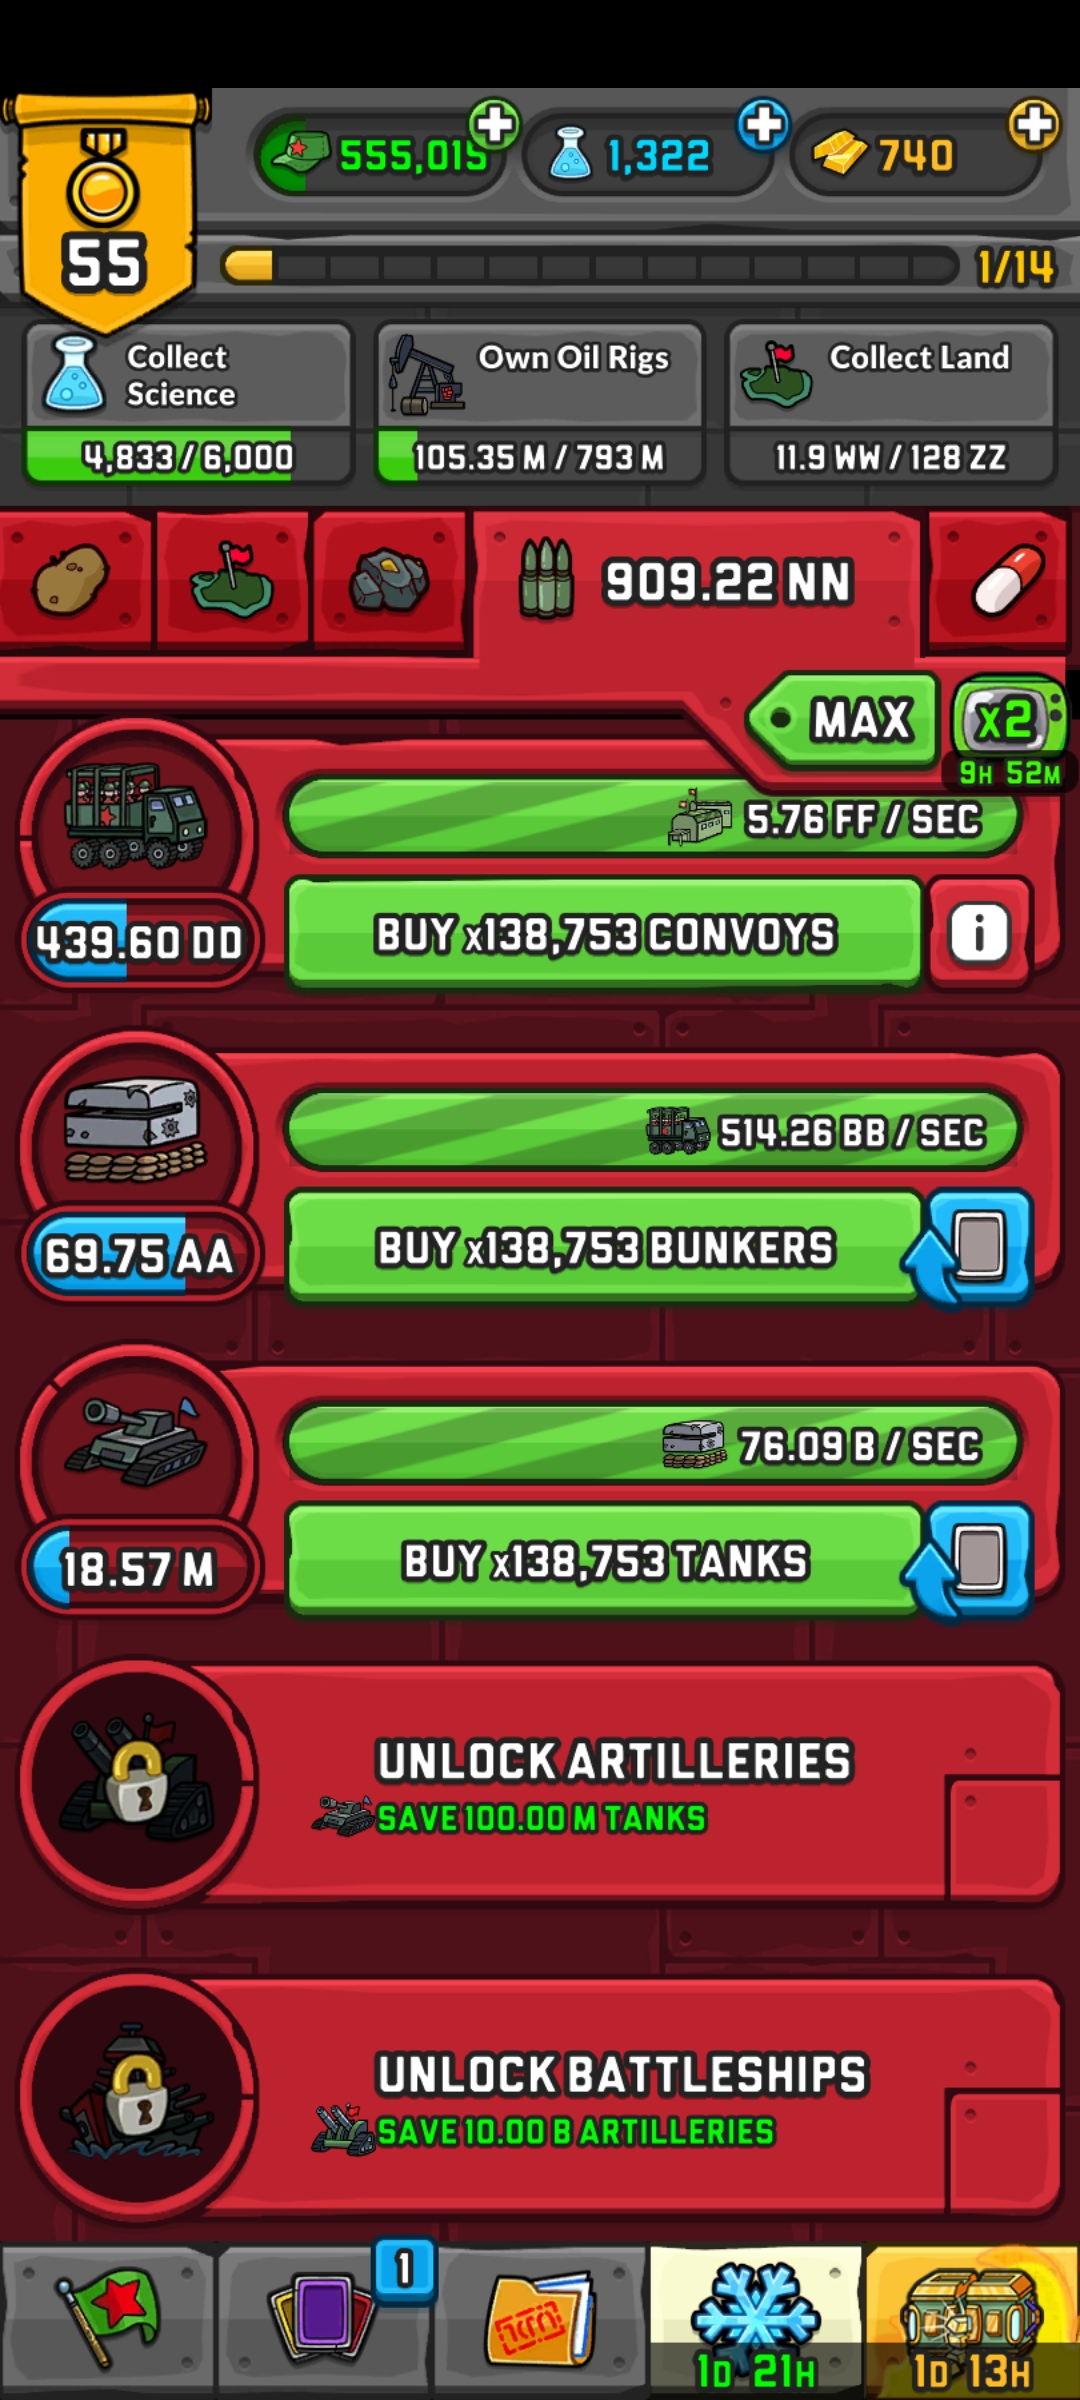 555,015
1,322
740
55
1/14
Collect
Science
4,833/6,000
Own Oil Rigs
105.35 M / 793 M
Collect Land
11.9 WW / 128 ZZ
909.22 NN
MAX
x2
9H 52M
5.76 FF / SEC
439.60 DD
BUY x138,753 CONVOYS
i
514.26 BB / SEC
69.75 AA
BUY x138,753 BUNKERS
76.09 B / SEC
18.57 M
BUY x138,753 TANKS
UNLOCK ARTILLERIES
SAVE 100.00 M TANKS
UNLOCK BATTLESHIPS
SAVE 10.00 B ARTILLERIES
1
1D 21H
1D 13H